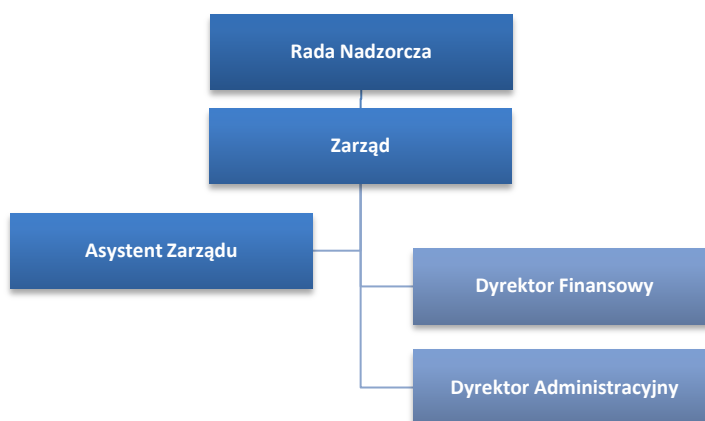 Rada Nadzorcza
Zarząd
Asystent Zarządu
Dyrektor Finansowy
Dyrektor Administracyjny